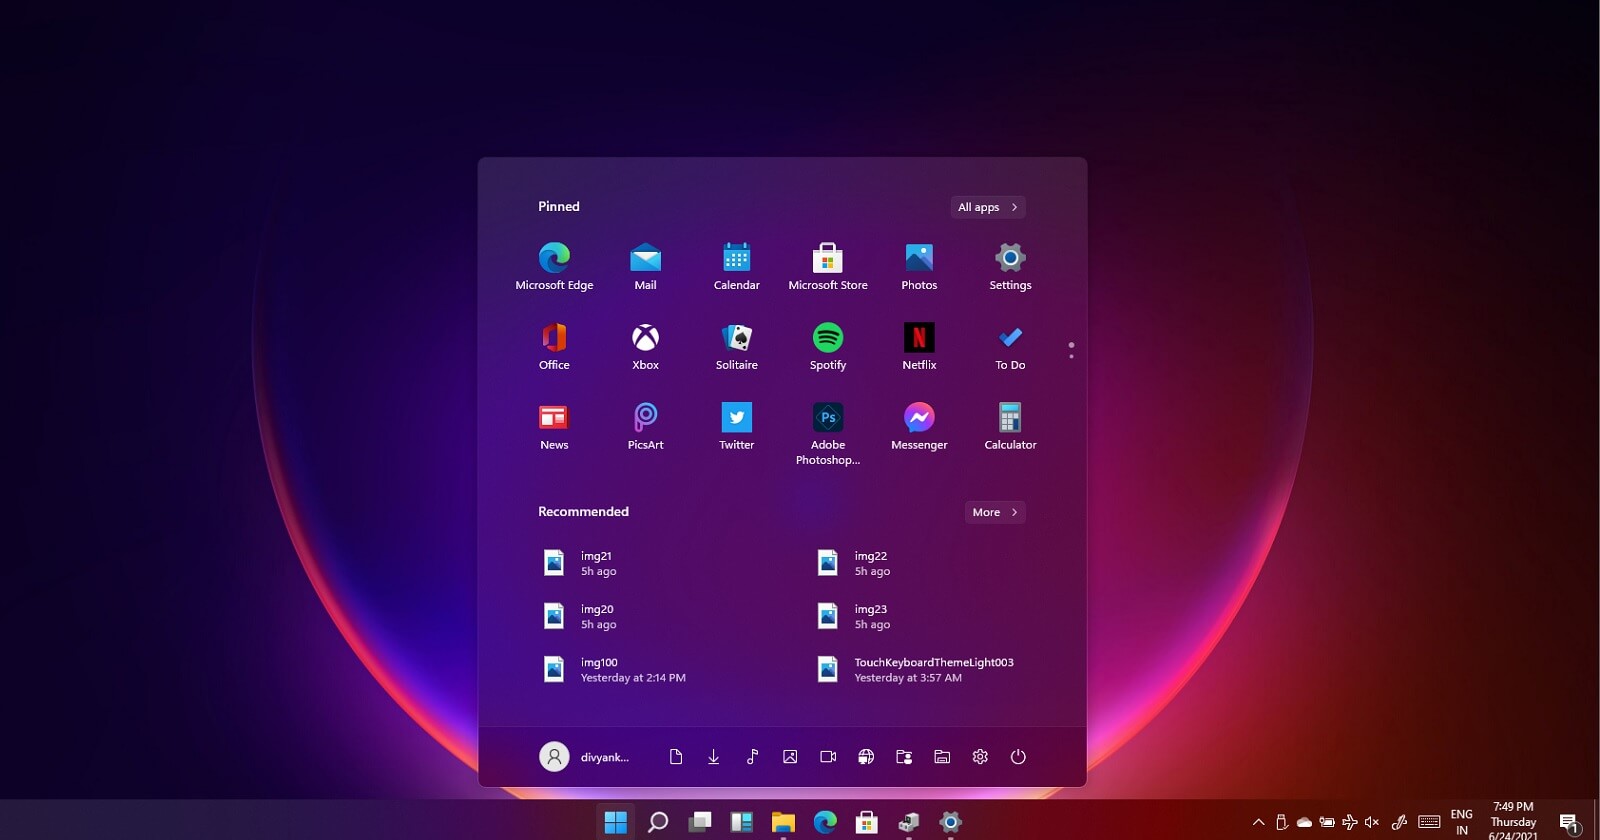 Pinned
All apps
Microsoft Edge
Mail
Calendar
Microsoft Store
Photos
Settings
Office
Xbox
Solitaire
Spotify
Netflix
To Do
News
PicsArt
Twitter
Ps
Adobe
Photoshop...
Messenger
Calculator
Recommended
More
img21
5h ago
img22
5h ago
img20
5h ago
img23
5h ago
img100
Yesterday at 2:14 PM
TouchKeyboardThemeLight003
Yesterday at 3:57 AM
divyank...
ENG
IN
7:49 PM
Thursday
6/24/2021
1